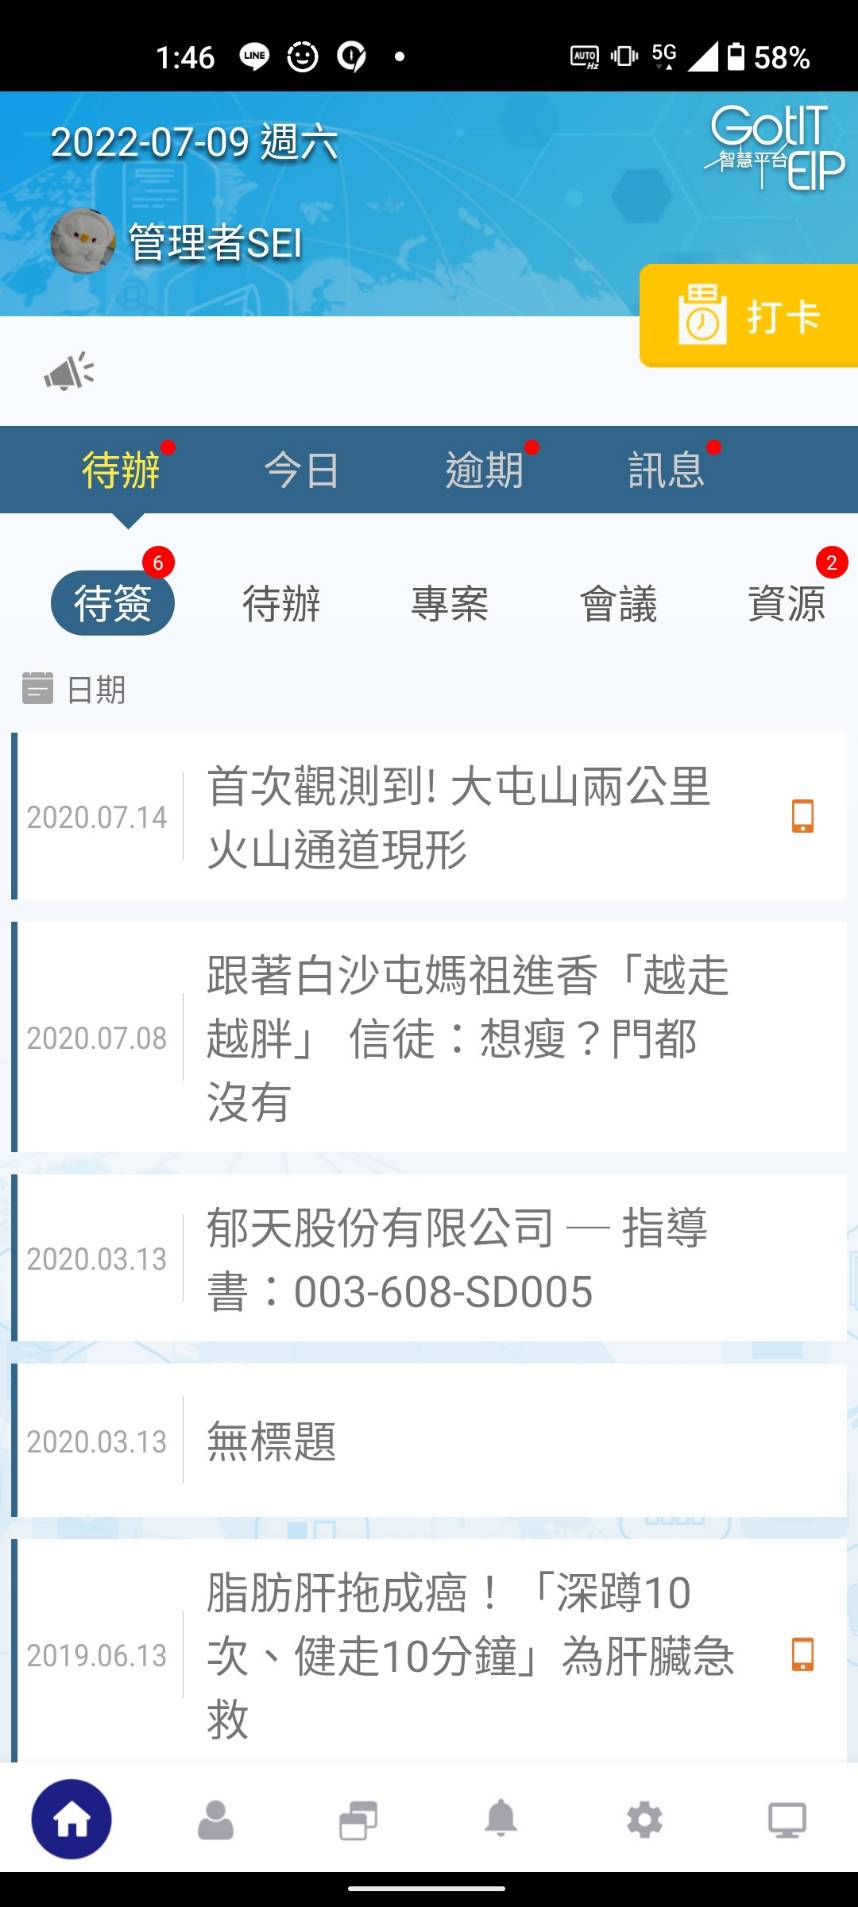 1:46
LINE
AUTO
Hz
5G
58%
2022-07-09 週六
GotIT
智慧平台
EIP
管理者SEI
打卡
待辦
今日
逾期
訊息
6
2
待簽
待辦
專案
會議
資源
日期
2020.07.14
首次觀測到! 大屯山兩公里
火山通道現形
2020.07.08
跟著白沙屯媽祖進香「越走
越胖」 信徒：想瘦？門都
沒有
2020.03.13
郁天股份有限公司 — 指導
書：003-608-SD005
2020.03.13
無標題
2019.06.13
脂肪肝拖成癌！「深蹲10
次、健走10分鐘」為肝臟急
救